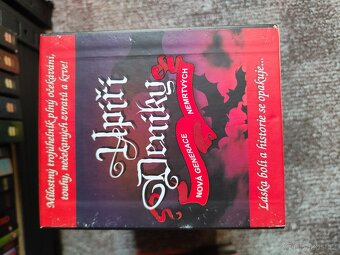 Milostný trojúhelník plný očekávání,
touhy, nečekaných zvratů a krve!
Upíří
Deníky
NOVÁ GENERACE NEMRTVÝCH
Láska bolí a historie se opakuje...